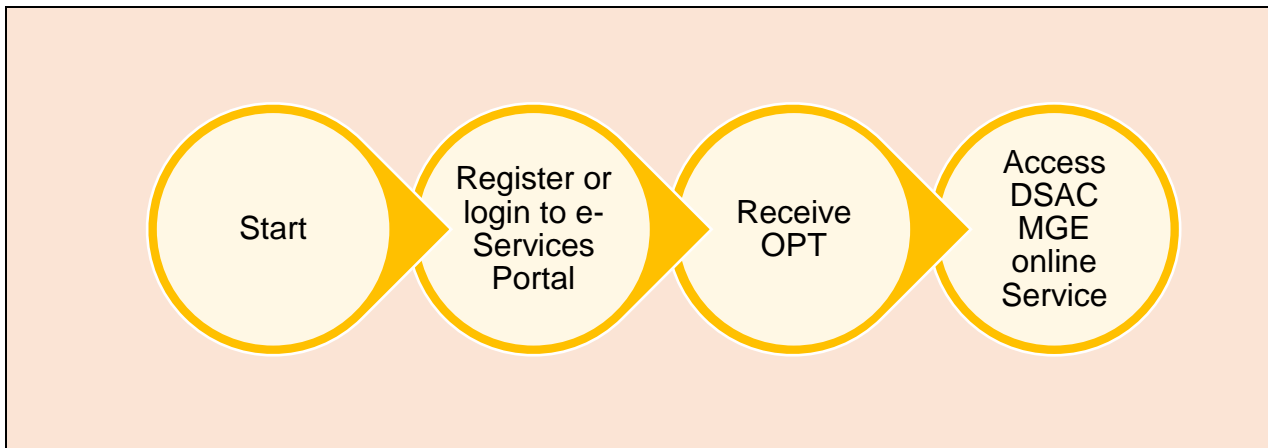 Start
Register or
login to e-
Services
Portal
Receive
OPT
Access
DSAC
MGE
online
Service